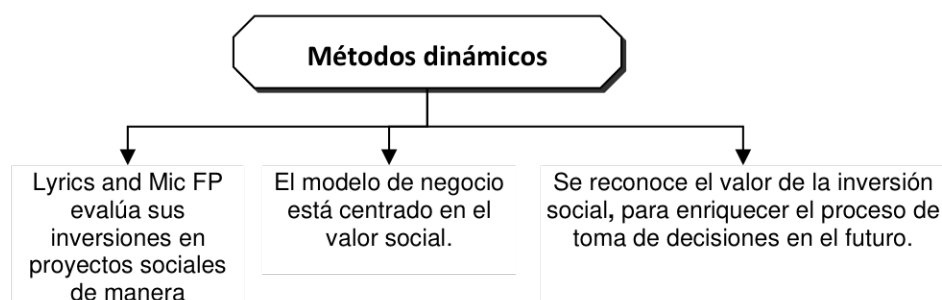 Métodos dinámicos
Lyrics and Mic FP
evalúa sus
inversiones en
proyectos sociales
de manera
El modelo de negocio
está centrado en el
valor social.
Se reconoce el valor de la inversión
social, para enriquecer el proceso de
toma de decisiones en el futuro.